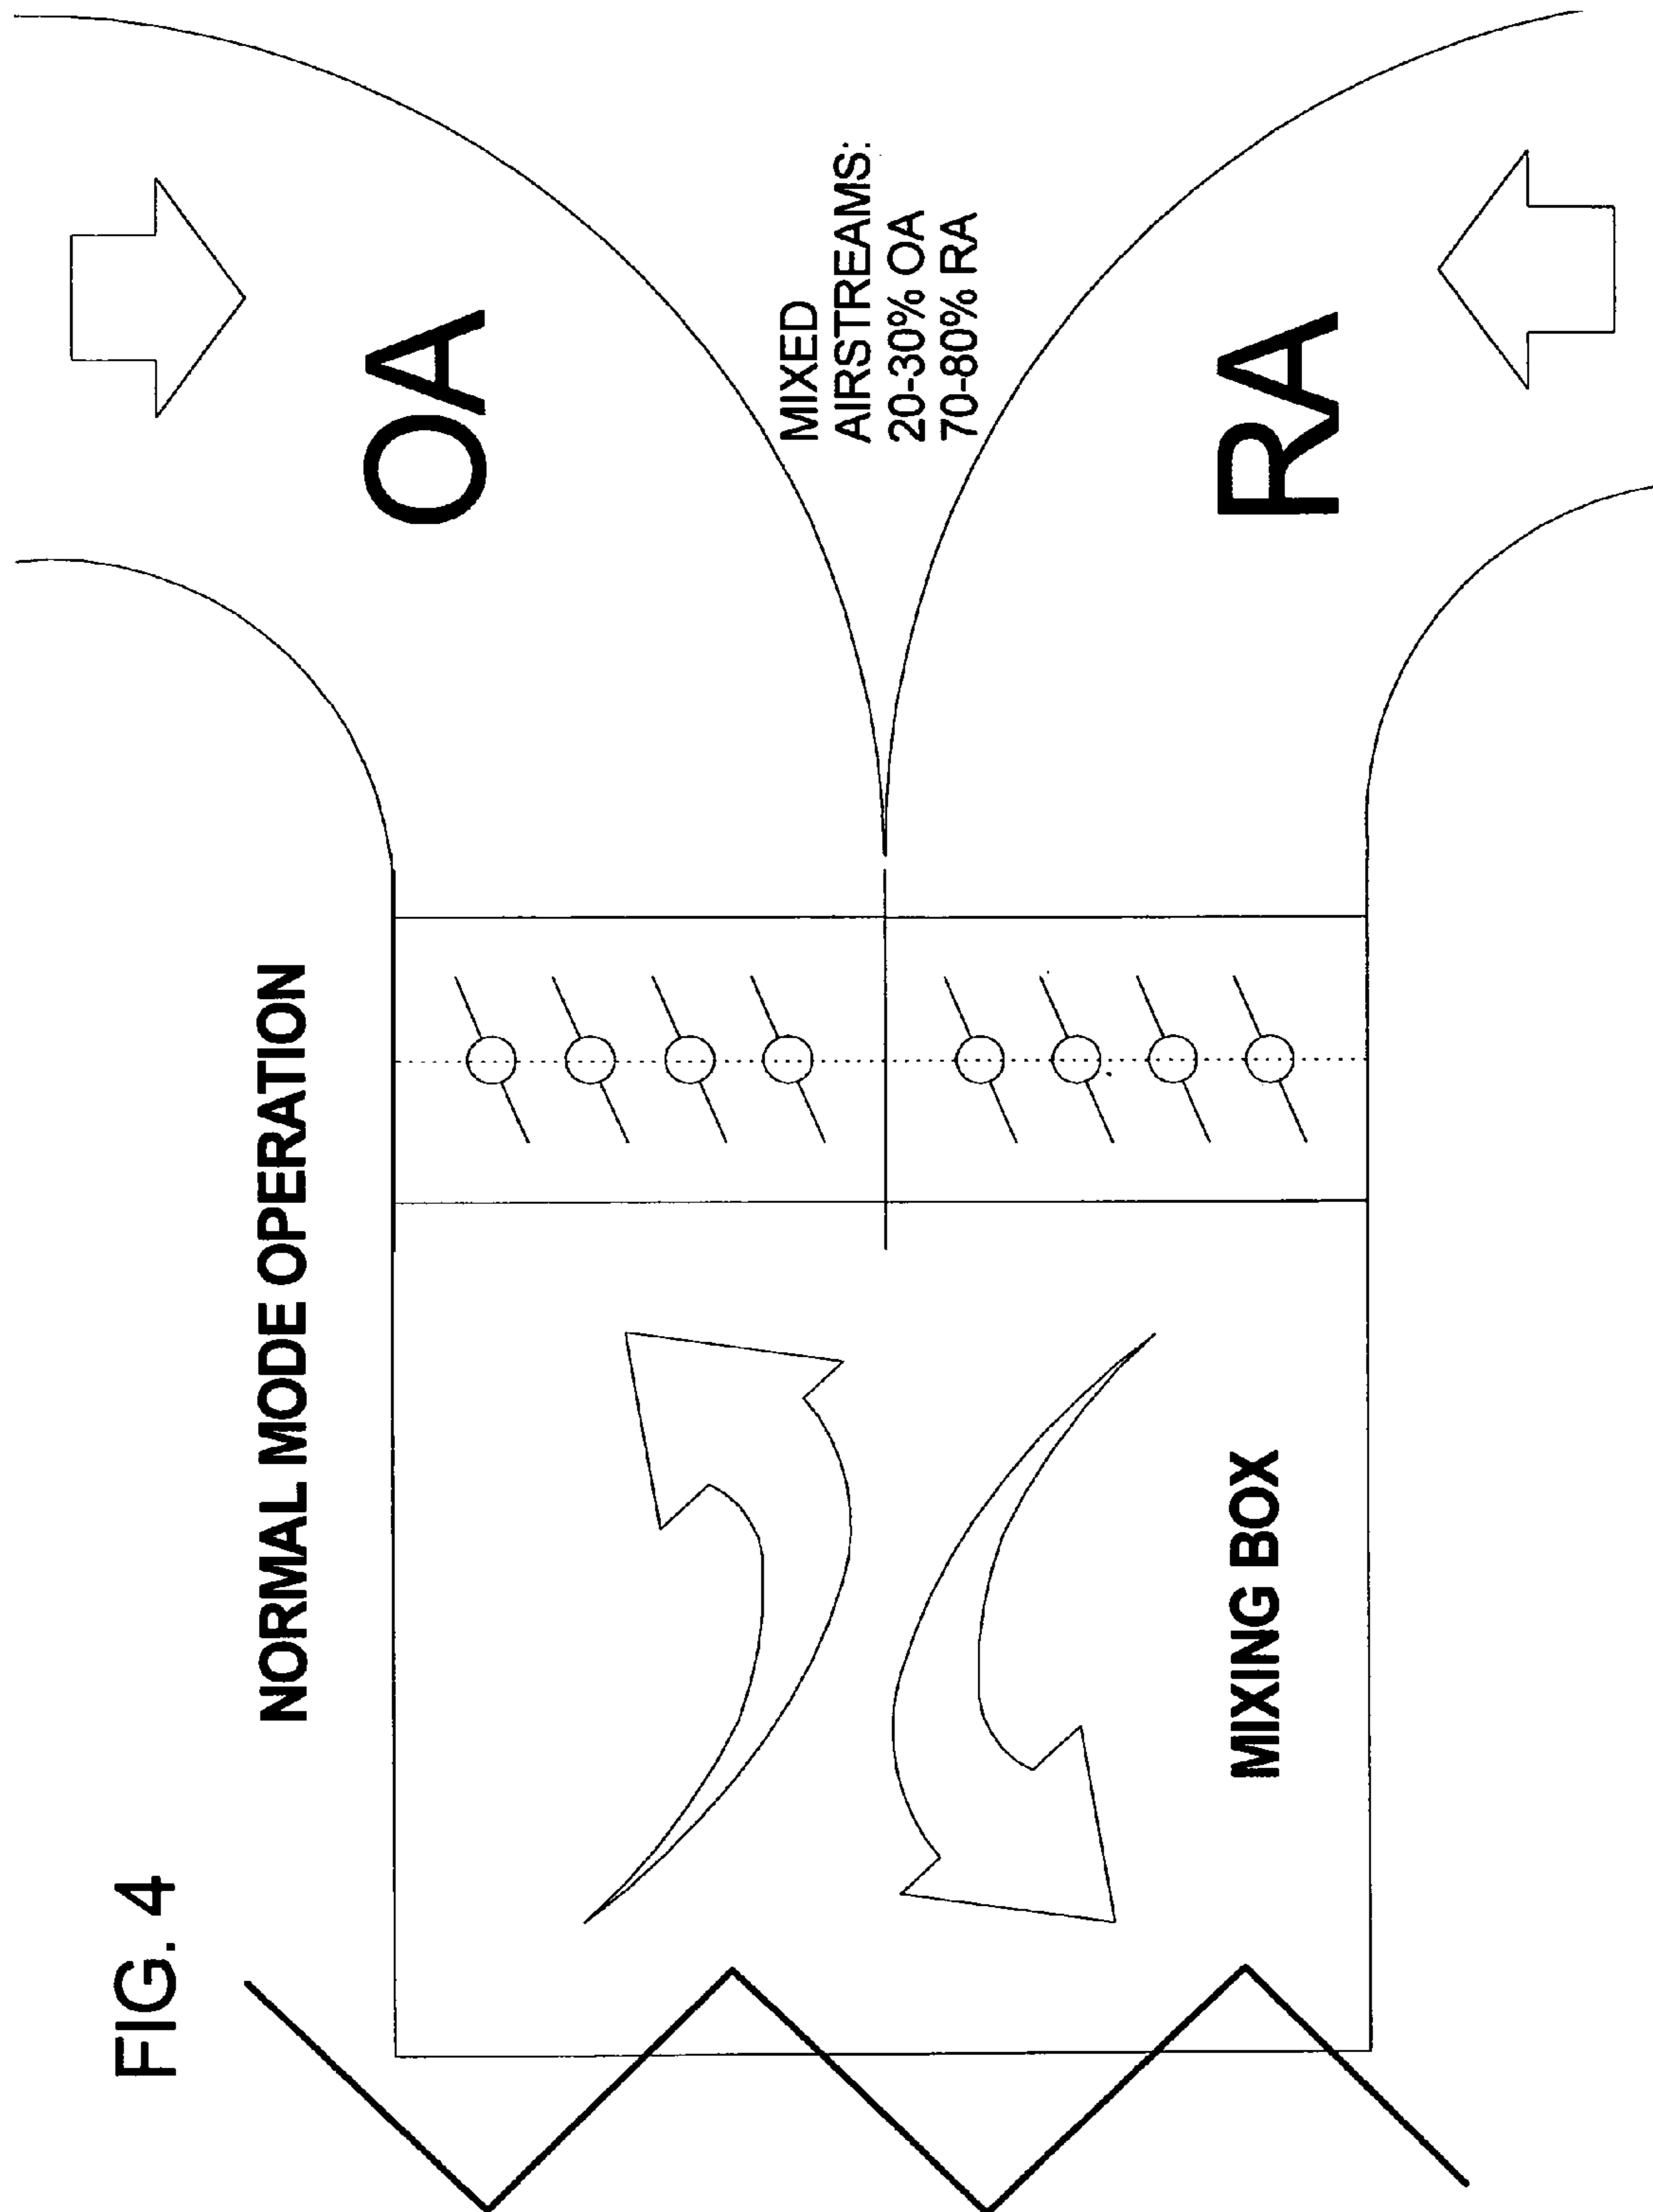 FIG. 4
NORMAL MODE OPERATION
OA
MIXED
AIRSTREAMS:
20-30% OA
70-80% RA
MIXING BOX
RA